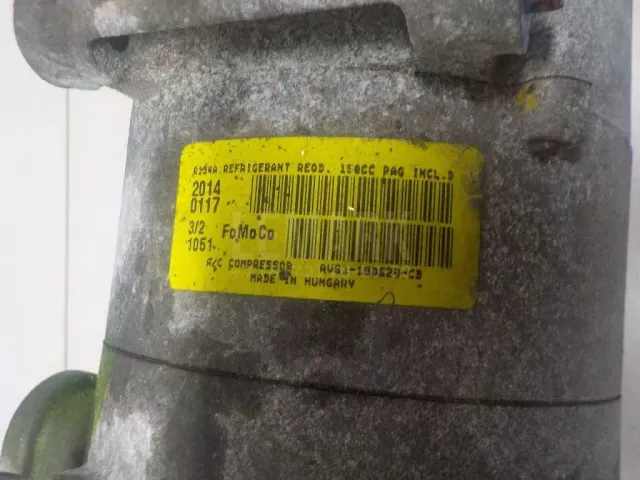 R134A REFRIGERANT REQD. 150CC PAG INCL.D
2014
0117
3/2 FoMoCo
1051
A/C COMPRESSOR AV61-19D629-CB
MADE IN HUNGARY